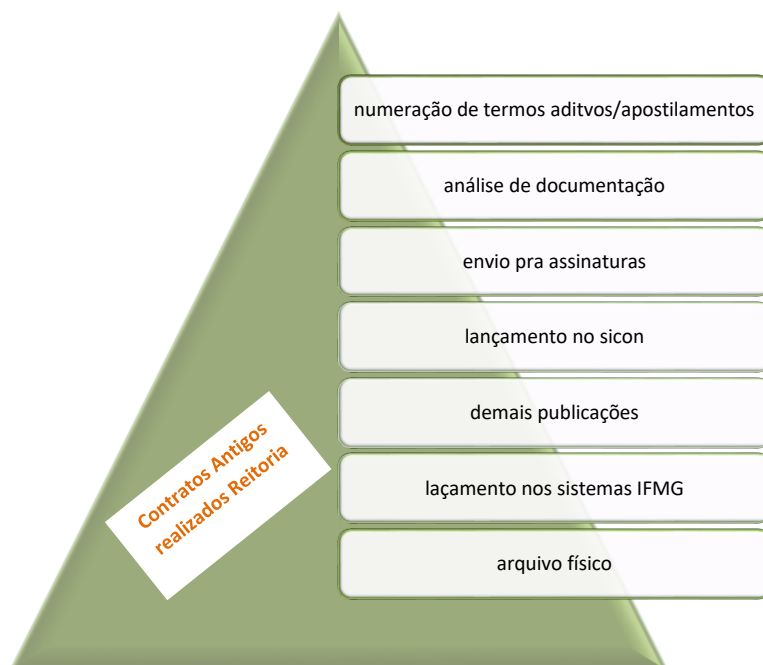 numeração de termos aditvos/apostilamentos
análise de documentação
envio pra assinaturas
lançamento no sicon
demais publicações
laçamento nos sistemas IFMG
arquivo físico
Contratos Antigos
realizados Reitoria